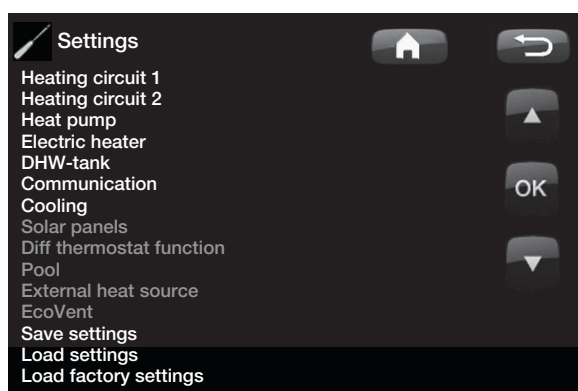 Settings
Heating circuit 1
Heating circuit 2
Heat pump
Electric heater
DHW-tank
Communication
OK
Cooling
Solar panels
Diff thermostat function
Pool
External heat source
EcoVent
Save settings
Load settings
Load factory settings